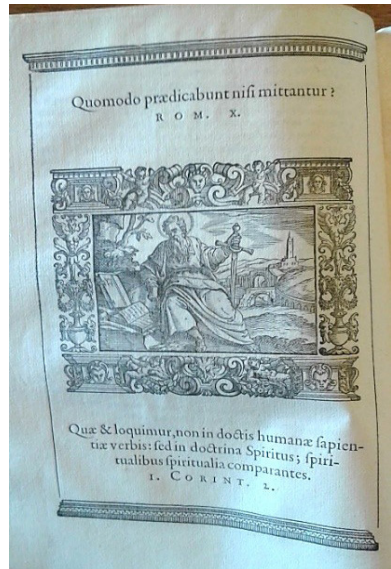 Quomodo prædicabunt niſi mittantur?
ROM. X.
Quæ & loquimur, non in doctis humanæ ſapien-
tiæ verbis: ſed in doctrina Spiritus; ſpiri-
tualibus ſpiritualia comparantes.
1. CORINT. 2.